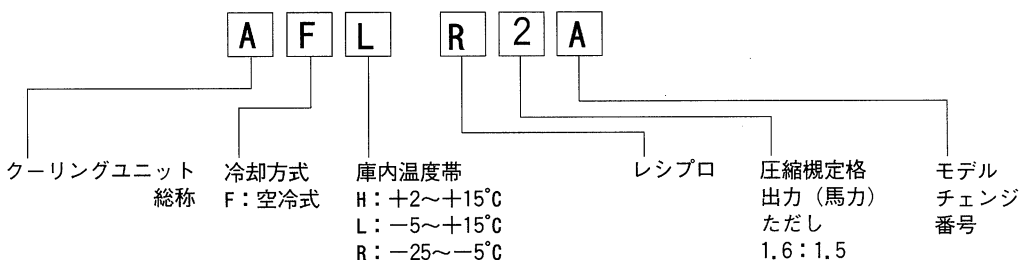 A F L R 2 A
クーリングユニット
総称
冷却方式
F：空冷式
庫内温度帯
H：＋2～＋15℃
L：－5～＋15℃
R：－25～－5℃
レシプロ
圧縮機定格
出力（馬力）
ただし
1.6：1.5
モデル
チェンジ
番号